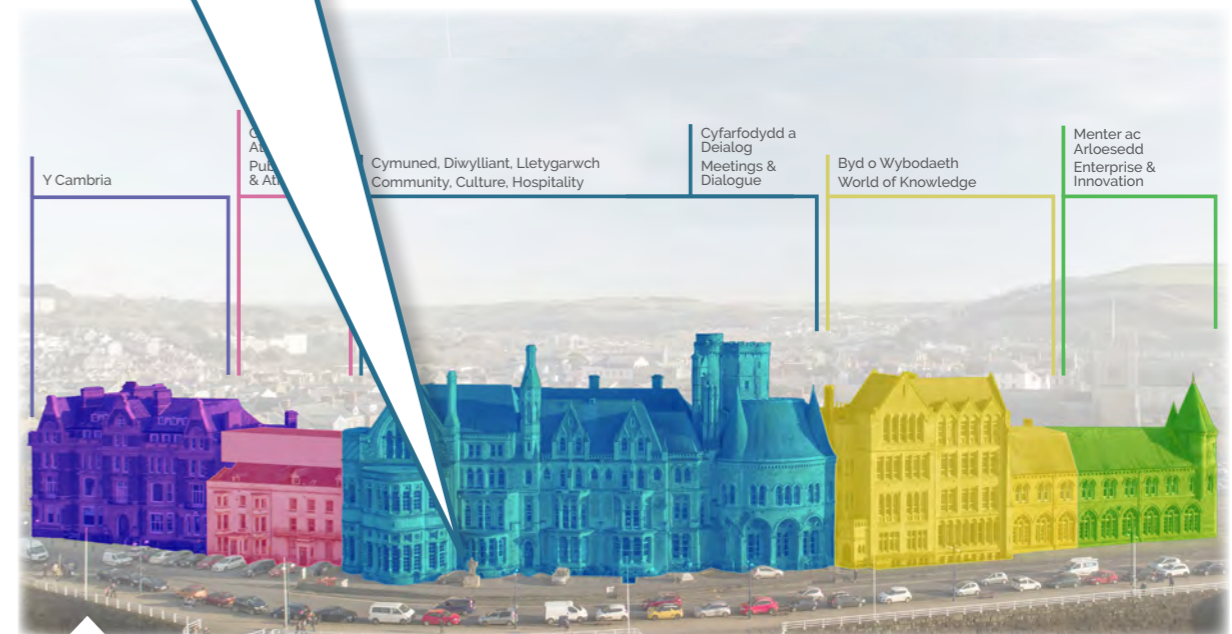 Y Cambria
Cymuned, Diwylliant, Lletygarwch
Community, Culture, Hospitality
Cyfarfodydd a
Deialog
Meetings &
Dialogue
Byd o Wybodaeth
World of Knowledge
Menter ac
Arloesedd
Enterprise &
Innovation